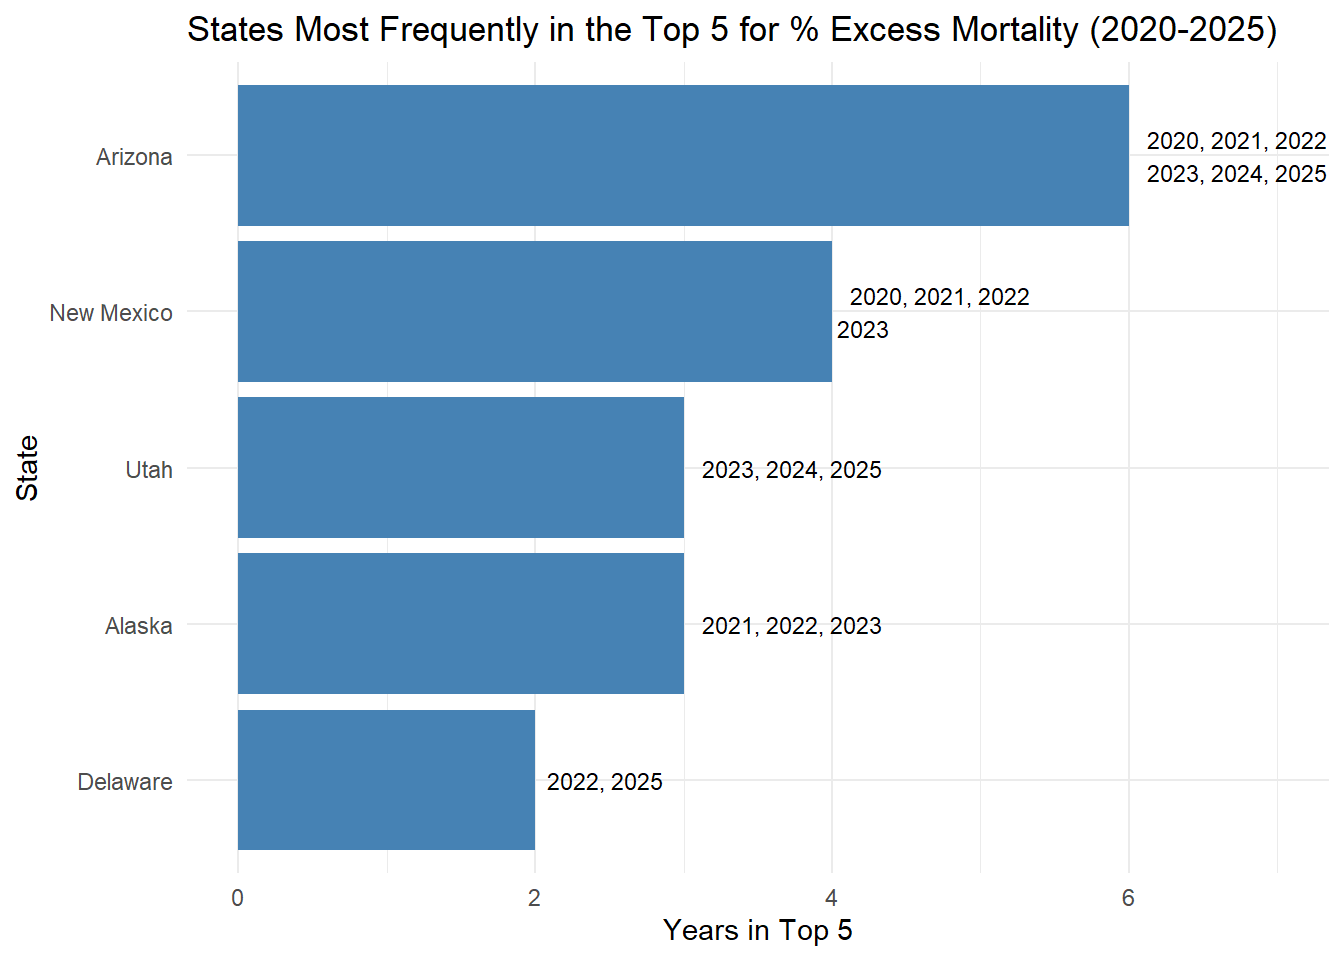 States Most Frequently in the Top 5 for % Excess Mortality (2020-2025)
State
Arizona
2020, 2021, 2022
2023, 2024, 2025
New Mexico
2020, 2021, 2022
2023
Utah
2023, 2024, 2025
Alaska
2021, 2022, 2023
Delaware
2022, 2025
0 2 4 6
Years in Top 5